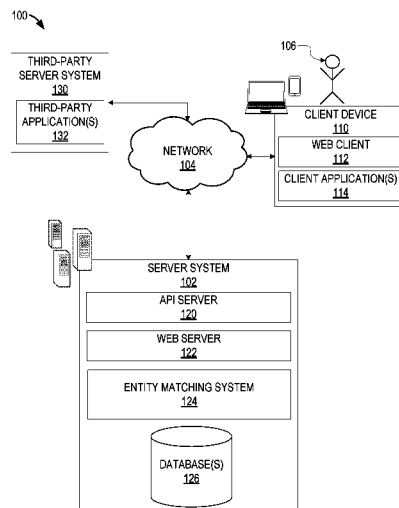 100
106
THIRD-PARTY
SERVER SYSTEM
130
THIRD-PARTY
APPLICATION(S)
132
NETWORK
104
CLIENT DEVICE
110
WEB CLIENT
112
CLIENT APPLICATION(S)
114
SERVER SYSTEM
102
API SERVER
120
WEB SERVER
122
ENTITY MATCHING SYSTEM
124
DATABASE(S)
126